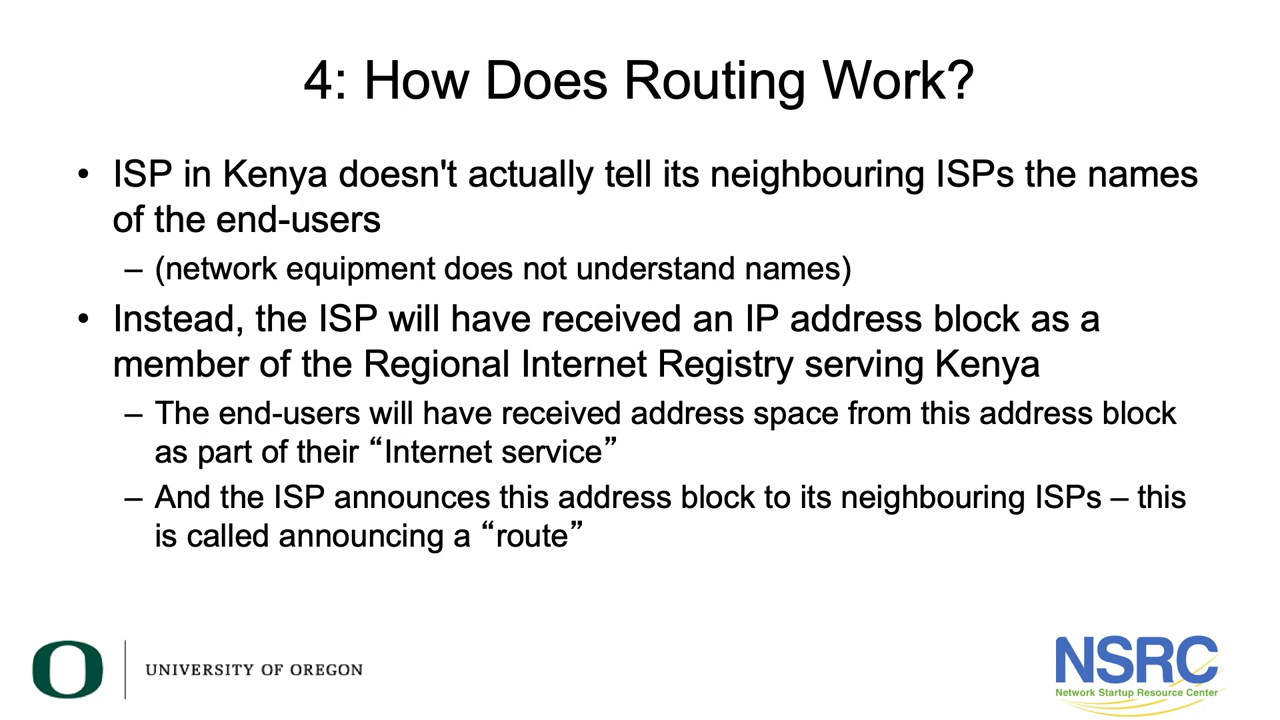 4: How Does Routing Work?
• ISP in Kenya doesn't actually tell its neighbouring ISPs the names
of the end-users
– (network equipment does not understand names)
• Instead, the ISP will have received an IP address block as a
member of the Regional Internet Registry serving Kenya
– The end-users will have received address space from this address block
as part of their “Internet service”
– And the ISP announces this address block to its neighbouring ISPs – this
is called announcing a “route”
O
UNIVERSITY OF OREGON
NSRC
Network Startup Resource Center